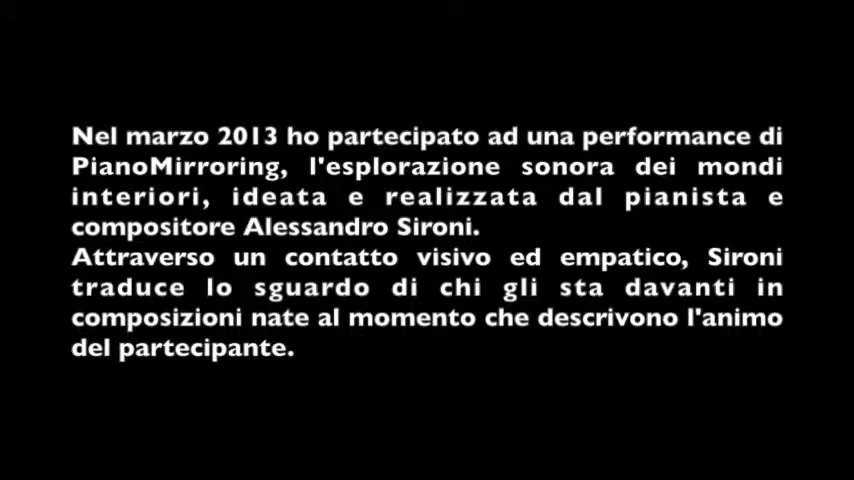 Nel marzo 2013 ho partecipato ad una performance di
PianoMirroring, l'esplorazione sonora dei mondi
interiori, ideata e realizzata dal pianista e
compositore Alessandro Sironi.
Attraverso un contatto visivo ed empatico, Sironi
traduce lo sguardo di chi gli sta davanti in
composizioni nate al momento che descrivono l'animo
del partecipante.